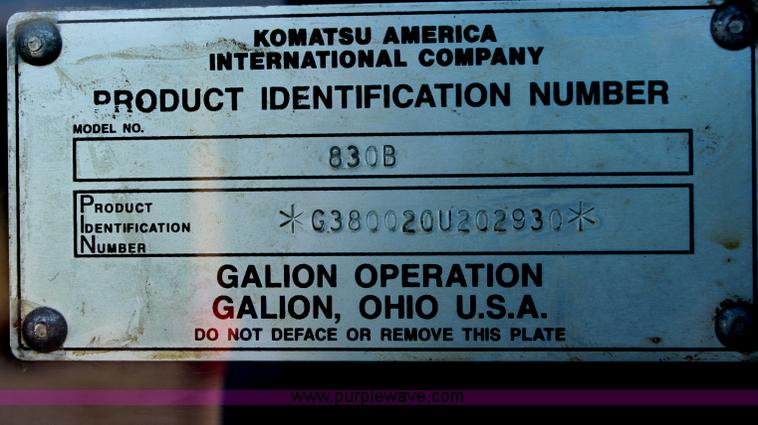 KOMATSU AMERICA
INTERNATIONAL COMPANY
PRODUCT IDENTIFICATION NUMBER
MODEL NO.
830B
PRODUCT
IDENTIFICATION
NUMBER
*G380020U202930*
GALION OPERATION
GALION, OHIO U.S.A.
DO NOT DEFACE OR REMOVE THIS PLATE
www.purplewave.com